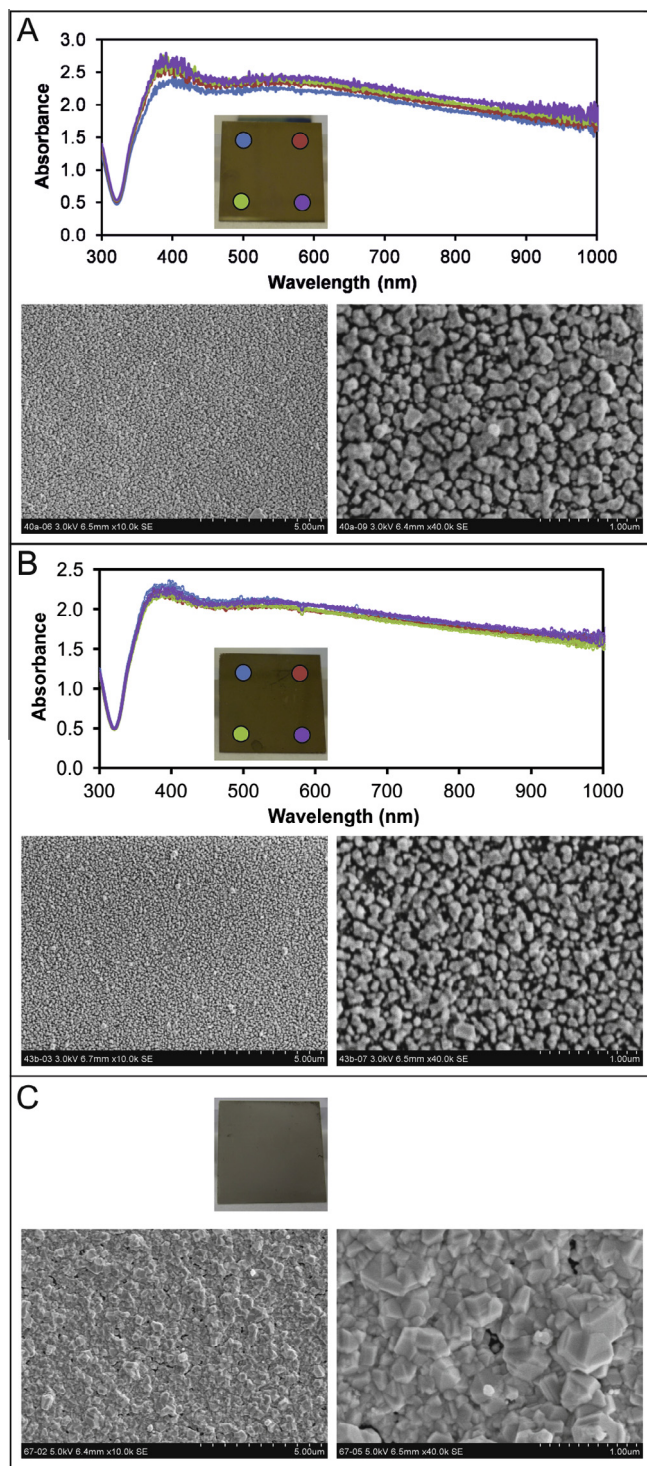 A
3.0
2.5
2.0
1.5
1.0
0.5
0.0
Absorbance
300 400 500 600 700 800 900 1000
Wavelength (nm)
40a-06 3.0kV 6.5mm x10.0k SE 5.00um
40a-09 3.0kV 6.4mm x40.0k SE 1.00um
B
2.5
2.0
1.5
1.0
0.5
0.0
Absorbance
300 400 500 600 700 800 900 1000
Wavelength (nm)
43b-03 3.0kV 6.7mm x10.0k SE 5.00um
43b-07 3.0kV 6.5mm x40.0k SE 1.00um
C
67-02 5.0kV 6.4mm x10.0k SE 5.00um
67-05 5.0kV 6.5mm x40.0k SE 1.00um